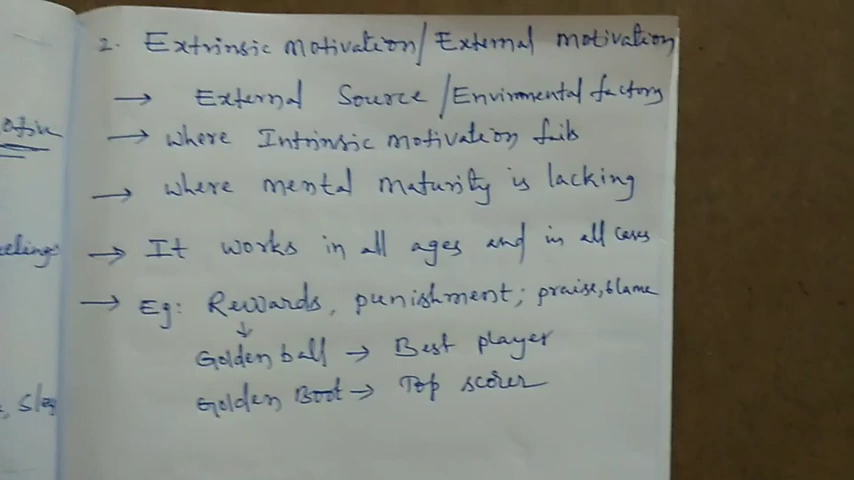 2. Extrinsic motivation/External motivation
→ External Source/Envirnmental factory
→ where Intrinsic motivation fails
→ where mental maturity is lacking
→ It works in all ages and in all cases
→ Eg: Rewards, punishment; praise, blame
↓
Golden ball → Best player
Golden Boot → Top scorer